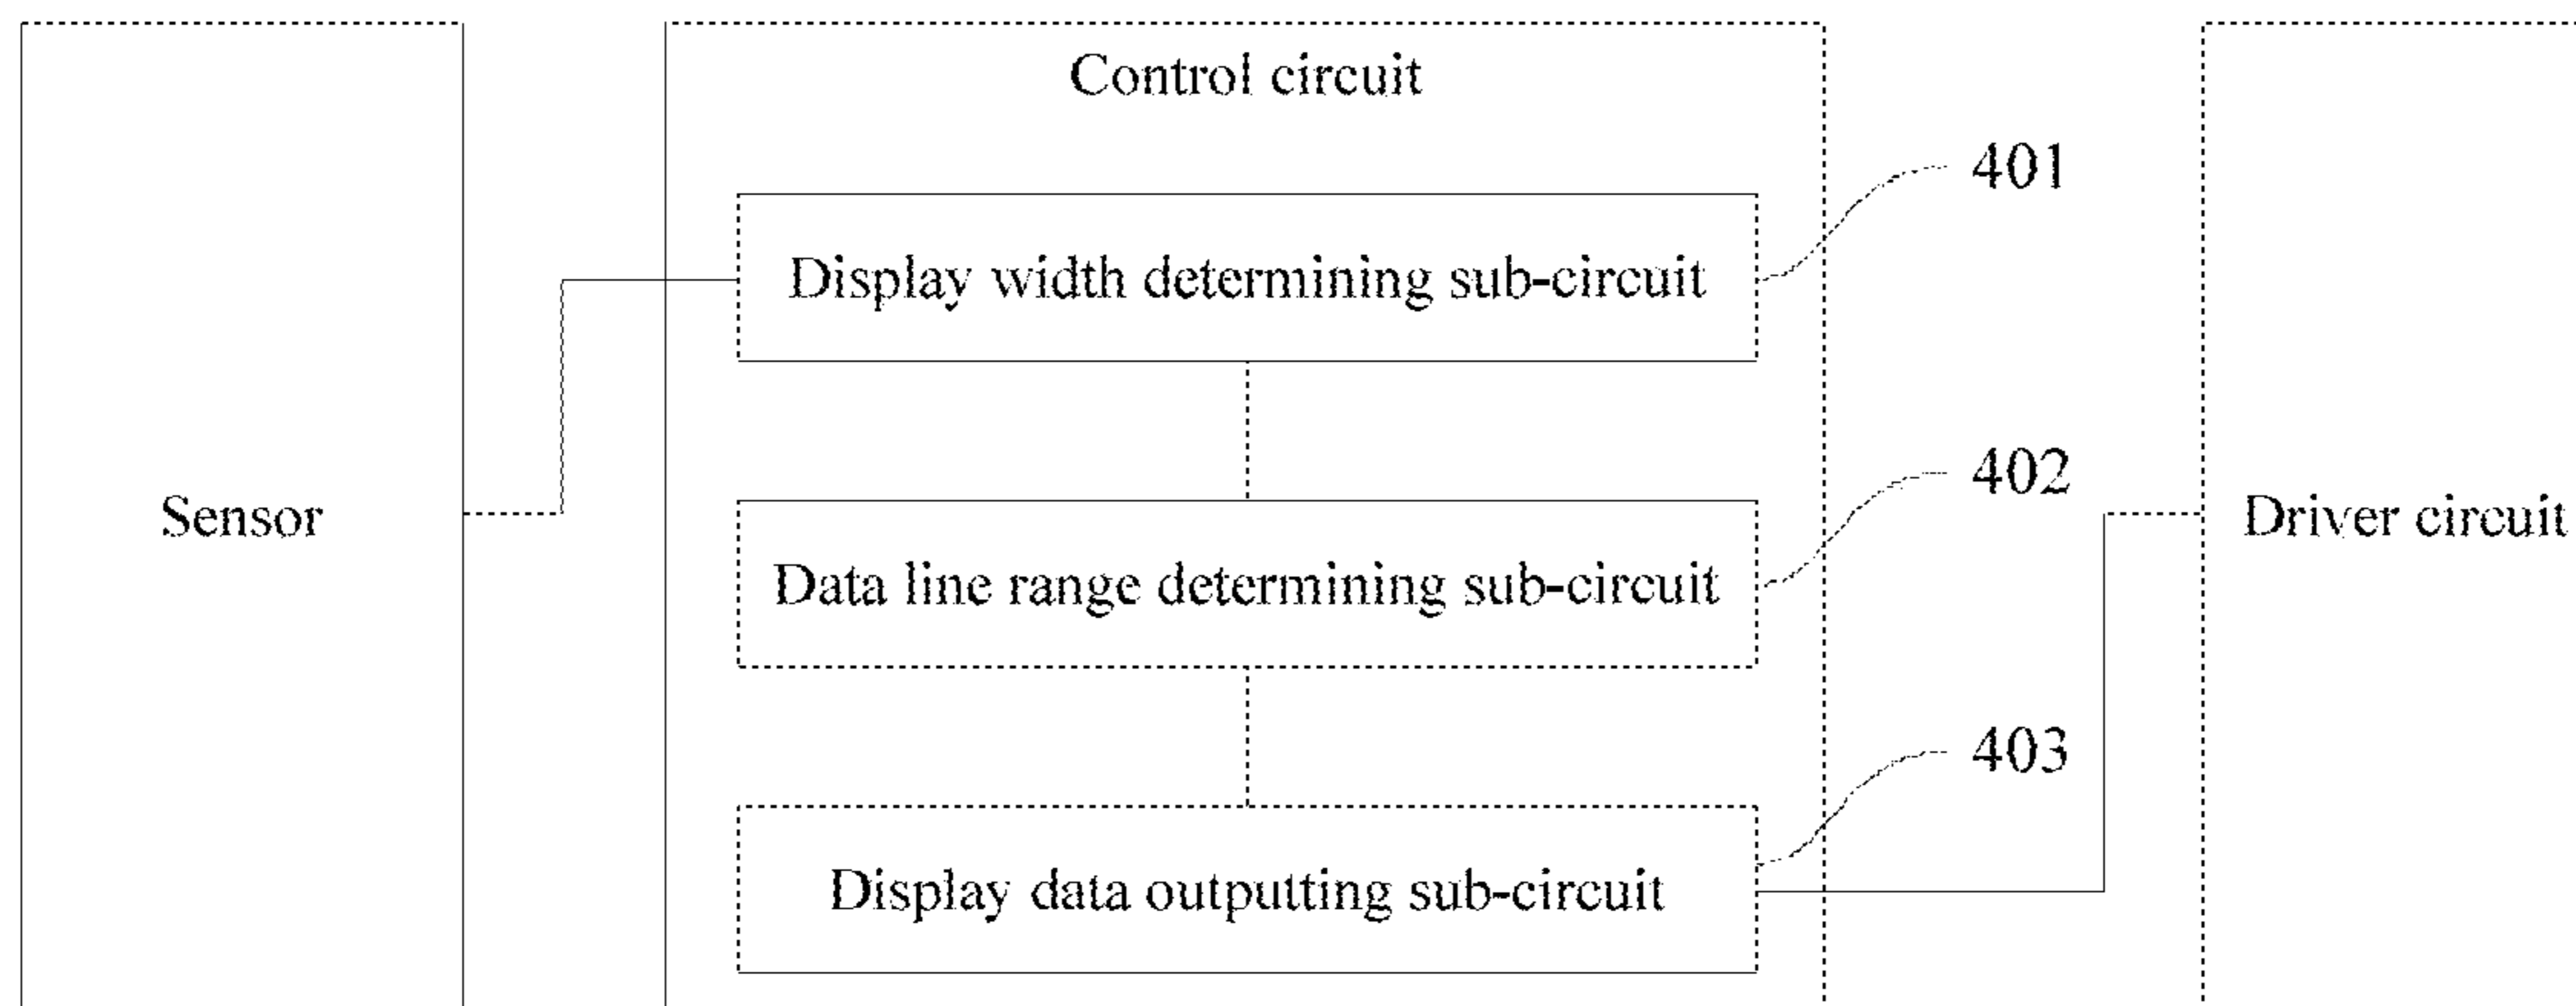 Control circuit
401
Display width determining sub-circuit
402
Sensor
Driver circuit
Data line range determining sub-circuit
403
Display data outputting sub-circuit